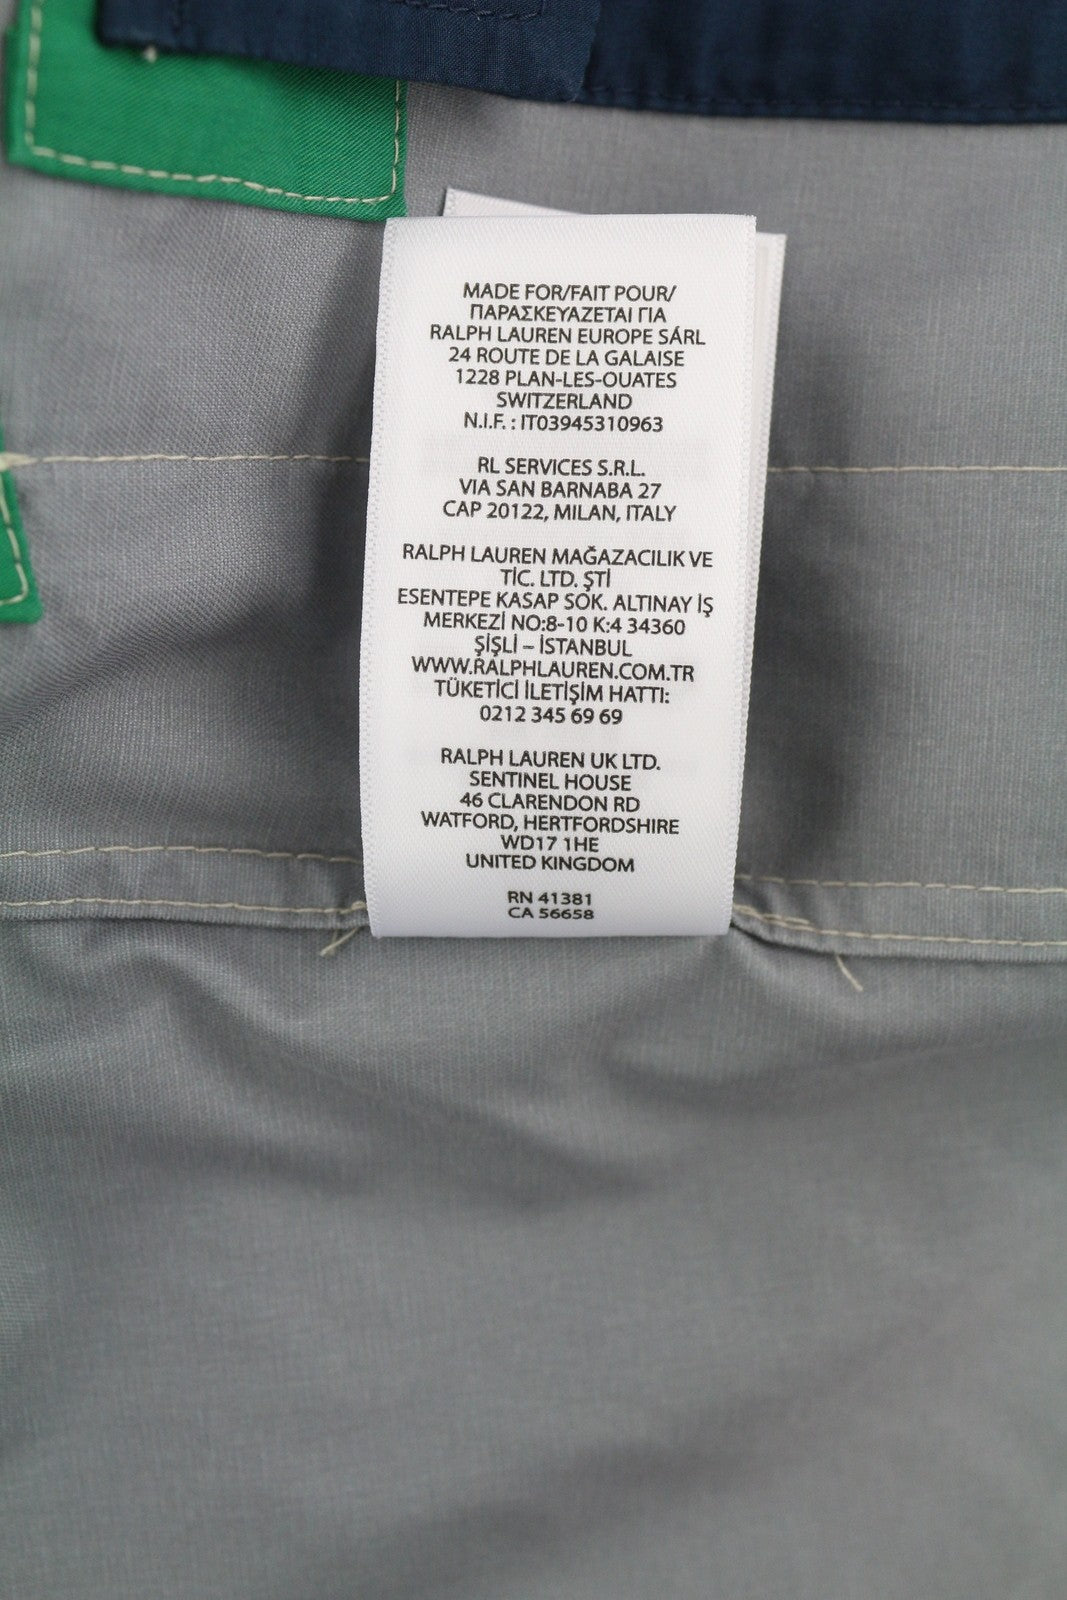 MADE FOR/FAIT POUR/
ΠΑΡΑΣΚΕΥΑΖΕΤΑΙ ΓΙΑ
RALPH LAUREN EUROPE SÁRL
24 ROUTE DE LA GALAISE
1228 PLAN-LES-OUATES
SWITZERLAND
N.I.F. : IT03945310963
RL SERVICES S.R.L.
VIA SAN BARNABA 27
CAP 20122, MILAN, ITALY
RALPH LAUREN MAĞAZACILIK VE
TİC. LTD. ŞTİ
ESENTEPE KASAP SOK. ALTINAY İŞ
MERKEZİ NO:8-10 K:4 34360
ŞİŞLİ – İSTANBUL
WWW.RALPHLAUREN.COM.TR
TÜKETİCİ İLETİŞİM HATTI:
0212 345 69 69
RALPH LAUREN UK LTD.
SENTINEL HOUSE
46 CLARENDON RD
WATFORD, HERTFORDSHIRE
WD17 1HE
UNITED KINGDOM
RN 41381
CA 56658